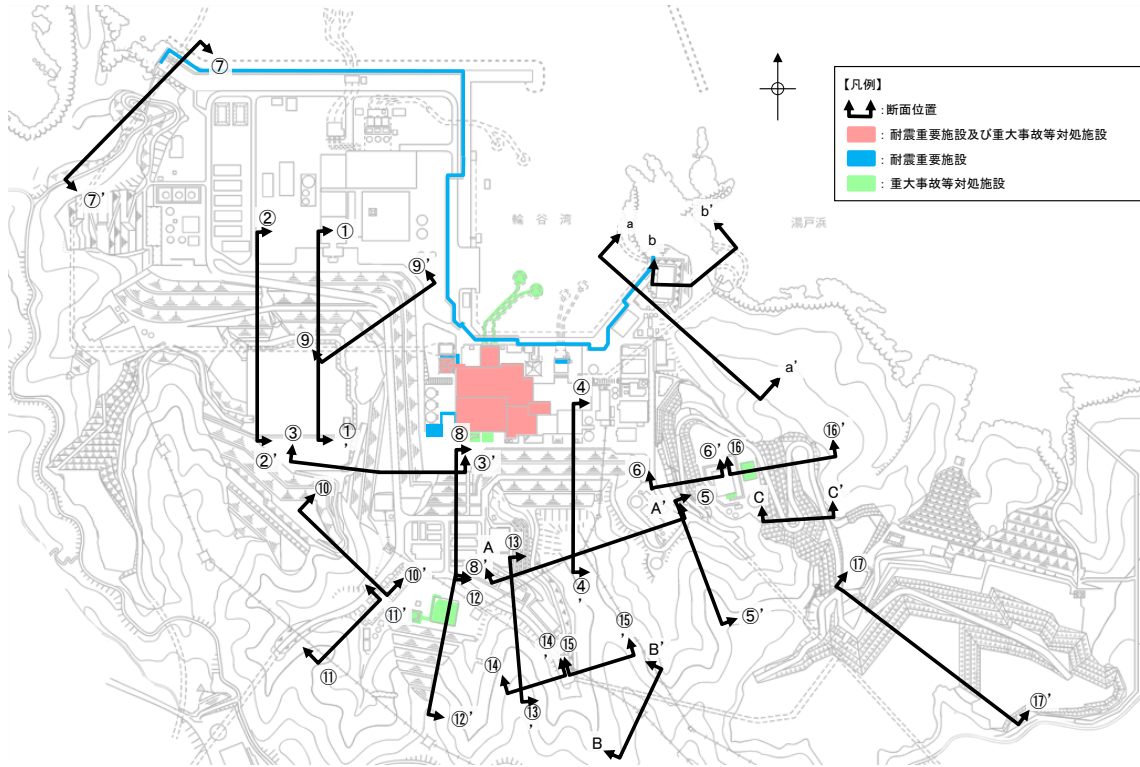 ⑦
【凡例】
:断面位置
:耐震重要施設及び重大事故等対処施設
:耐震重要施設
:重大事故等対処施設
⑦'
②
①
輪谷湾
湯戸浜
a
b
b'
⑨'
⑨
a'
④
②'
③
①'
⑧
③'
⑥
⑥'
⑯
⑯'
⑩
A'
⑤
C
C'
A
⑬
⑧'
④'
⑩'
⑪'
⑫
⑰
⑤'
⑪
⑭
⑭'
⑮
⑮'
B'
⑫'
⑬'
⑰'
B